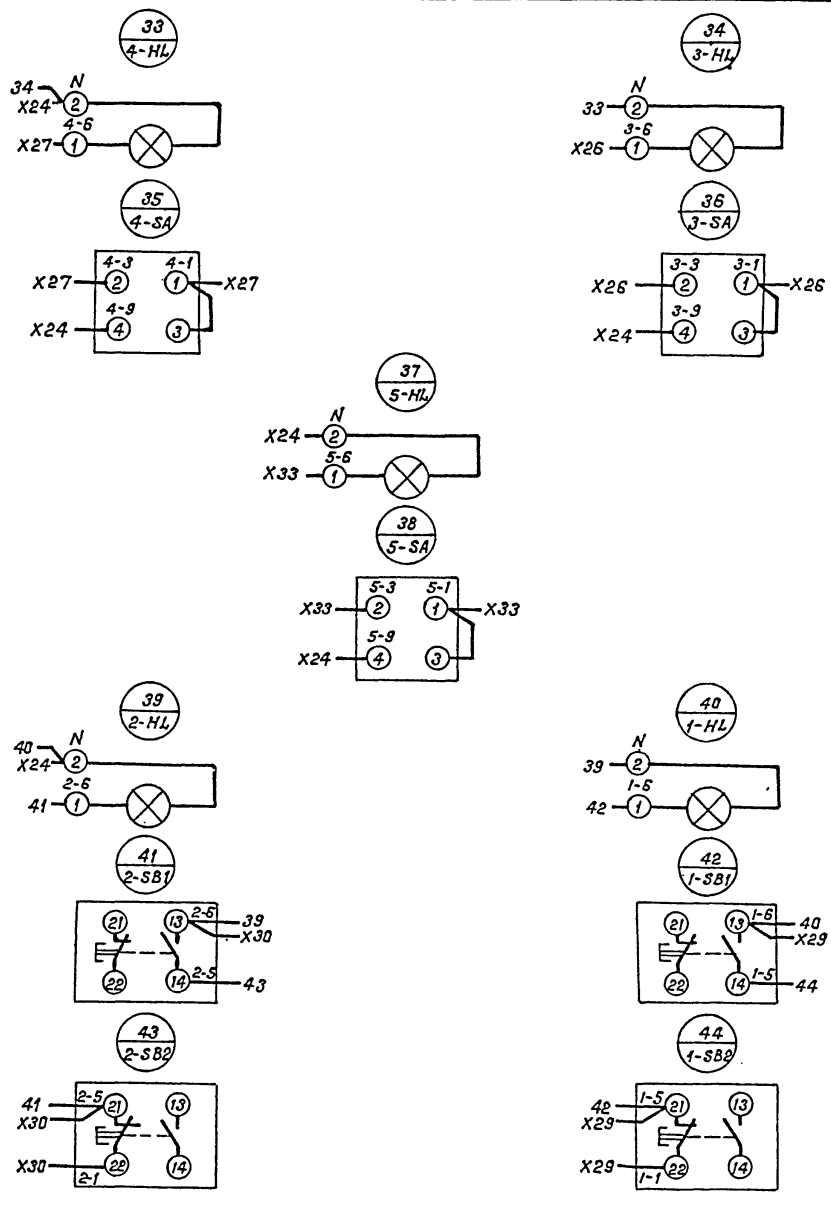 33
4-HL
34
X24
N
2
X27
4-6
1
35
4-SA
4-3
4-1
X27
2
1
X27
4-9
X24
4
3
34
3-HL
N
33
2
3-6
X26
1
36
3-SA
3-3
3-1
X26
2
1
X26
3-9
X24
4
3
37
5-HL
N
X24
2
5-6
X33
1
38
5-SA
5-3
5-1
X33
2
1
X33
5-9
X24
4
3
39
2-HL
40
N
X24
2
2-6
41
1
41
2-SB1
21
13
2-6
39
X30
22
14
2-5
43
43
2-SB2
41
2-5
21
13
X30
X30
22
14
2-1
40
1-HL
N
39
2
1-6
42
1
42
1-SB1
21
13
1-6
40
X29
22
14
1-5
44
44
1-SB2
42
1-5
21
13
X29
X29
22
14
1-1